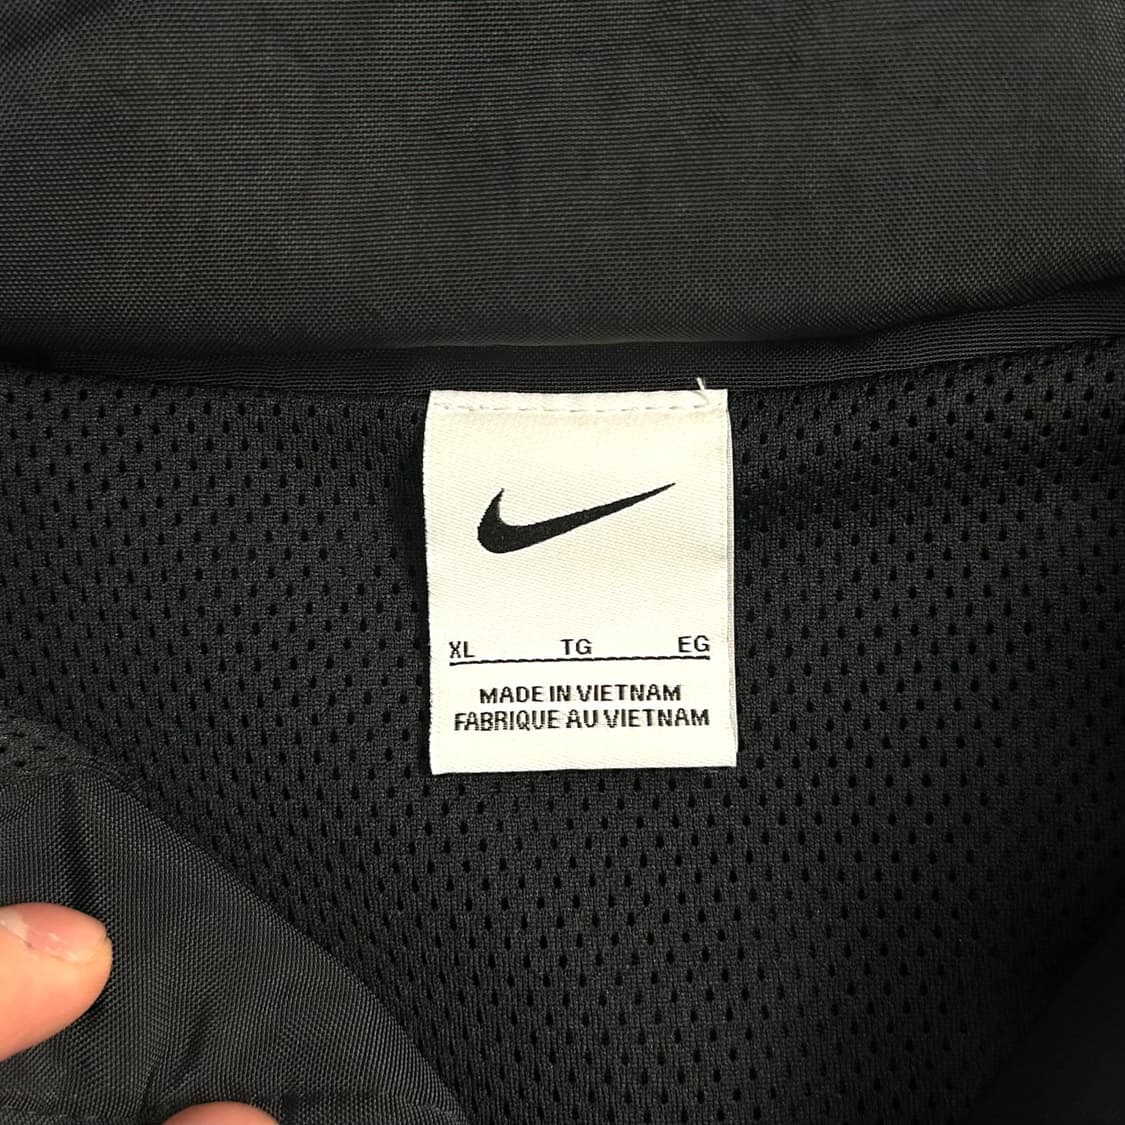 XL TG EG
MADE IN VIETNAM
FABRIQUE AU VIETNAM